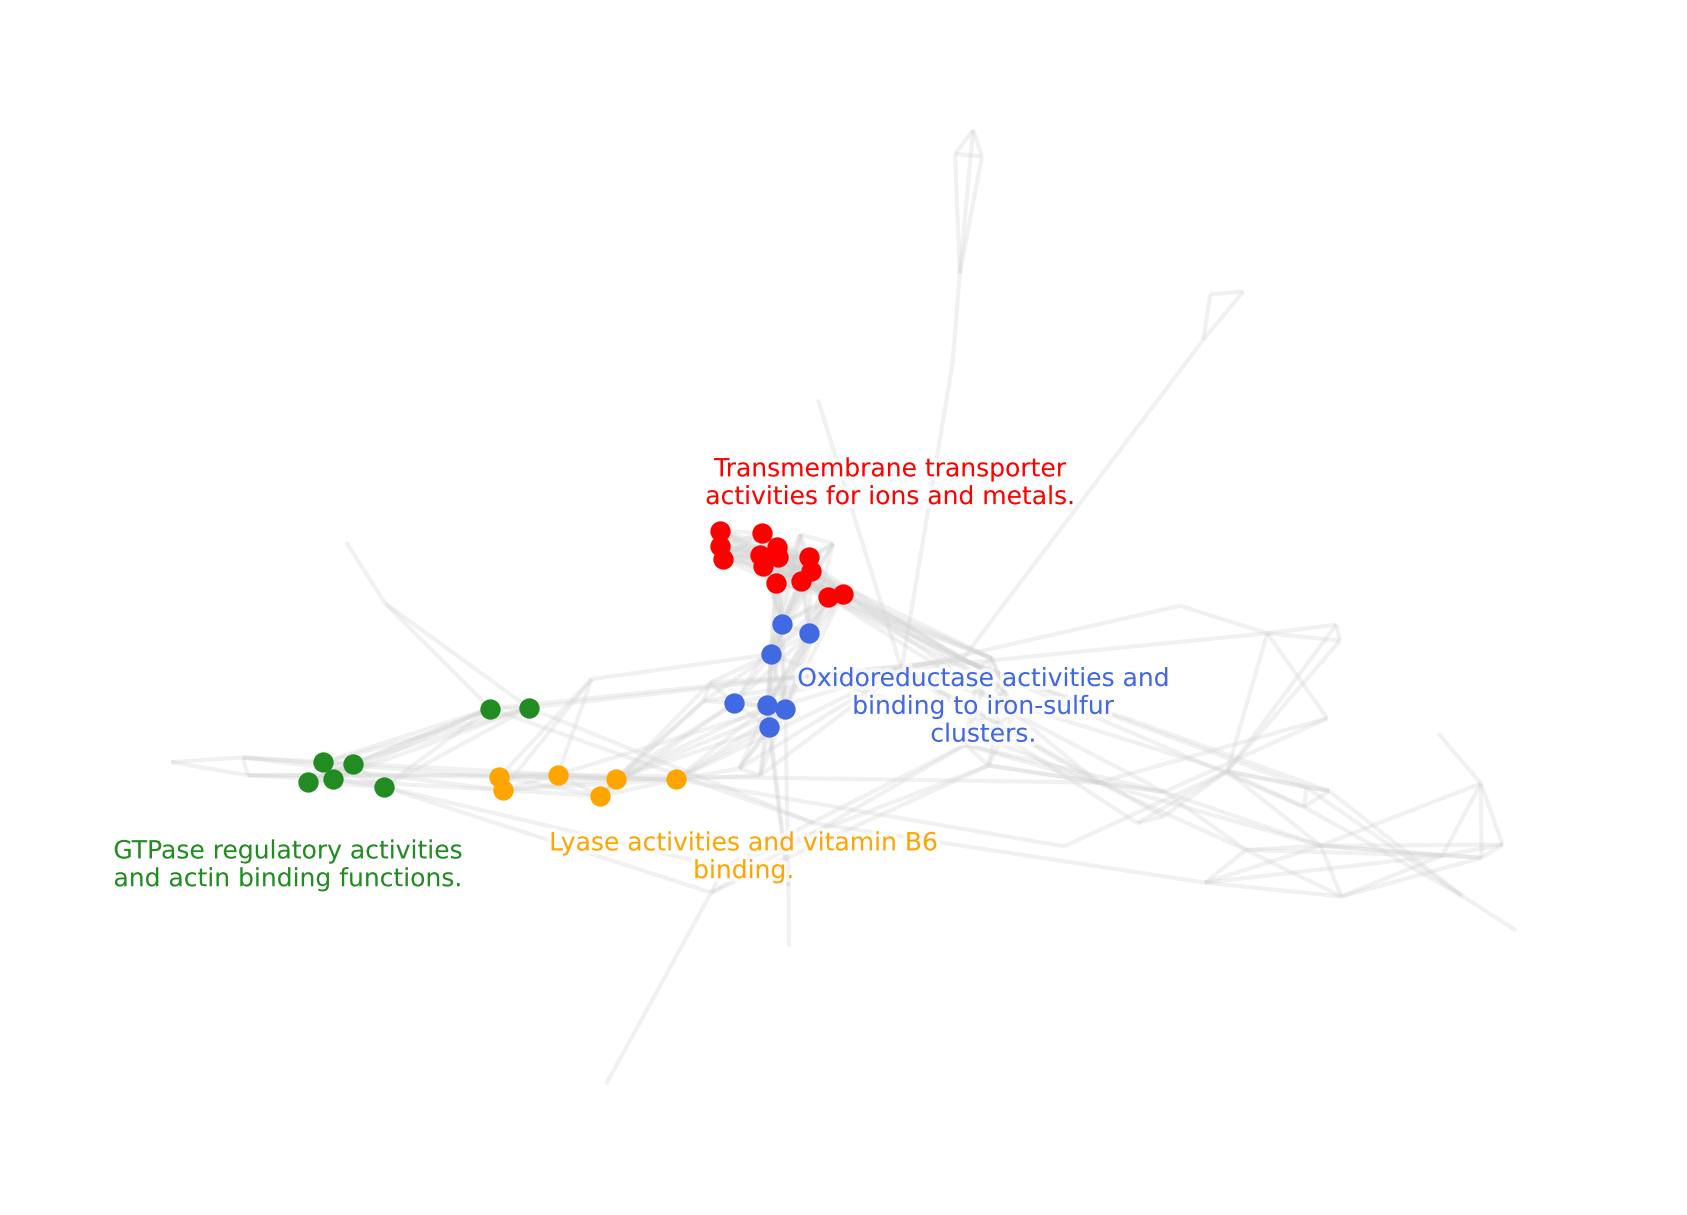 Transmembrane transporter
activities for ions and metals.
Oxidoreductase activities and
binding to iron-sulfur
clusters.
Lyase activities and vitamin B6
binding.
GTPase regulatory activities
and actin binding functions.